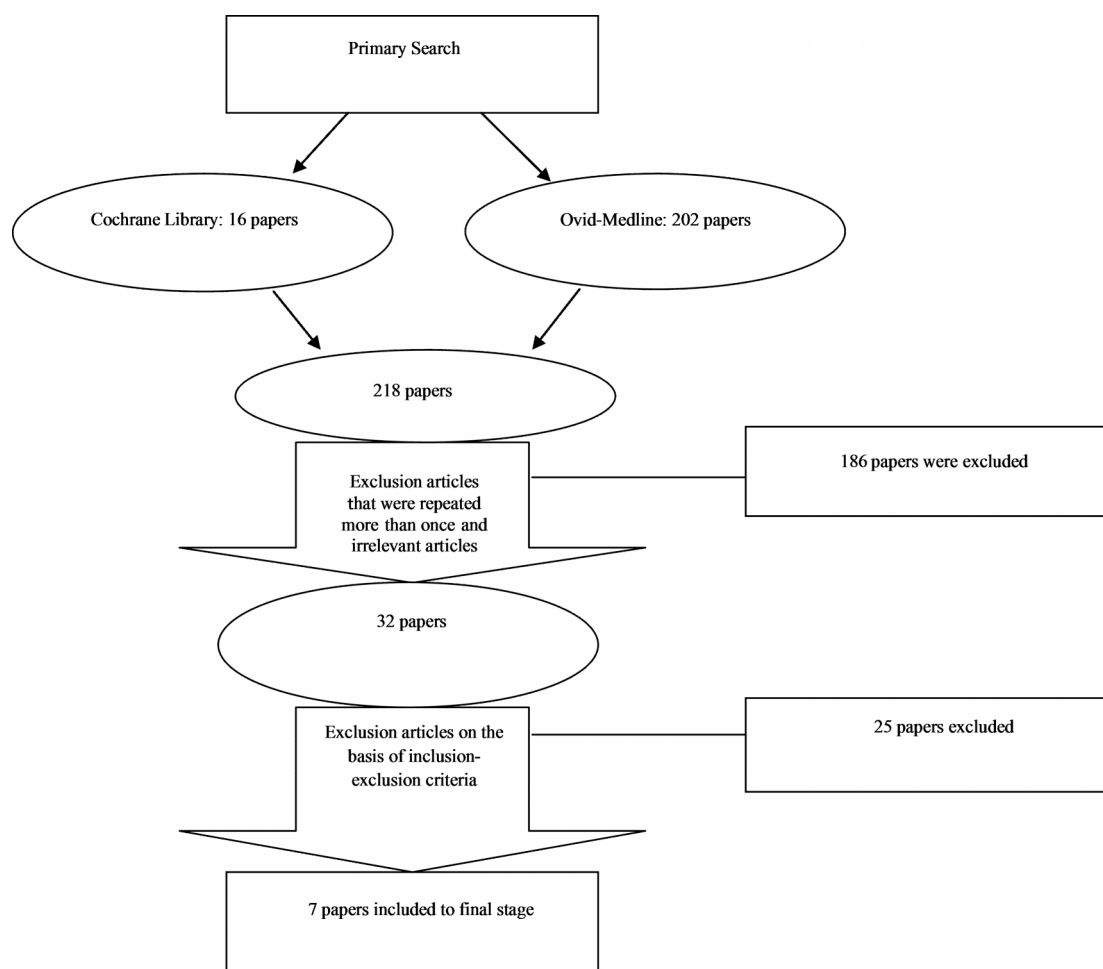 Primary Search
Cochrane Library: 16 papers
Ovid-Medline: 202 papers
218 papers
186 papers were excluded
Exclusion articles
that were repeated
more than once and
irrelevant articles
32 papers
25 papers excluded
Exclusion articles on the
basis of inclusion-
exclusion criteria
7 papers included to final stage